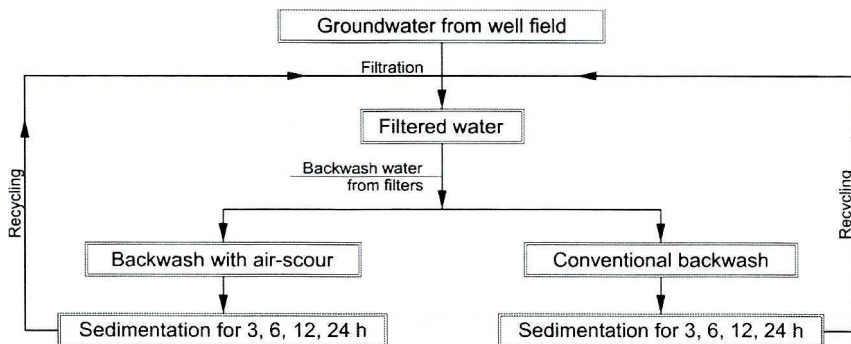 Groundwater from well field
Filtration
Filtered water
Backwash water
from filters
Recycling
Recycling
Backwash with air-scour
Conventional backwash
Sedimentation for 3, 6, 12, 24 h
Sedimentation for 3, 6, 12, 24 h